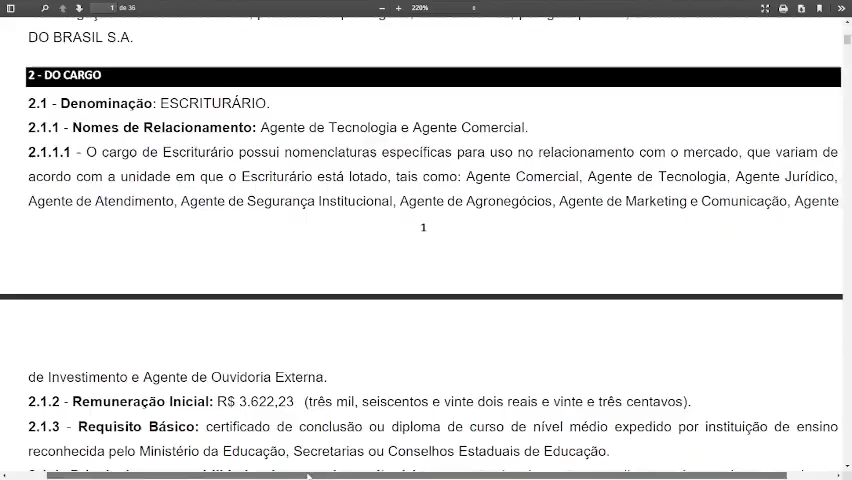 1 de 36
220%
DO BRASIL S.A.
2 - DO CARGO
2.1 - Denominação: ESCRITURÁRIO.
2.1.1 - Nomes de Relacionamento: Agente de Tecnologia e Agente Comercial.
2.1.1.1 - O cargo de Escriturário possui nomenclaturas específicas para uso no relacionamento com o mercado, que variam de
acordo com a unidade em que o Escriturário está lotado, tais como: Agente Comercial, Agente de Tecnologia, Agente Jurídico,
Agente de Atendimento, Agente de Segurança Institucional, Agente de Agronegócios, Agente de Marketing e Comunicação, Agente
1
de Investimento e Agente de Ouvidoria Externa.
2.1.2 - Remuneração Inicial: R$ 3.622,23 (três mil, seiscentos e vinte dois reais e vinte e três centavos).
2.1.3 - Requisito Básico: certificado de conclusão ou diploma de curso de nível médio expedido por instituição de ensino
reconhecida pelo Ministério da Educação, Secretarias ou Conselhos Estaduais de Educação.